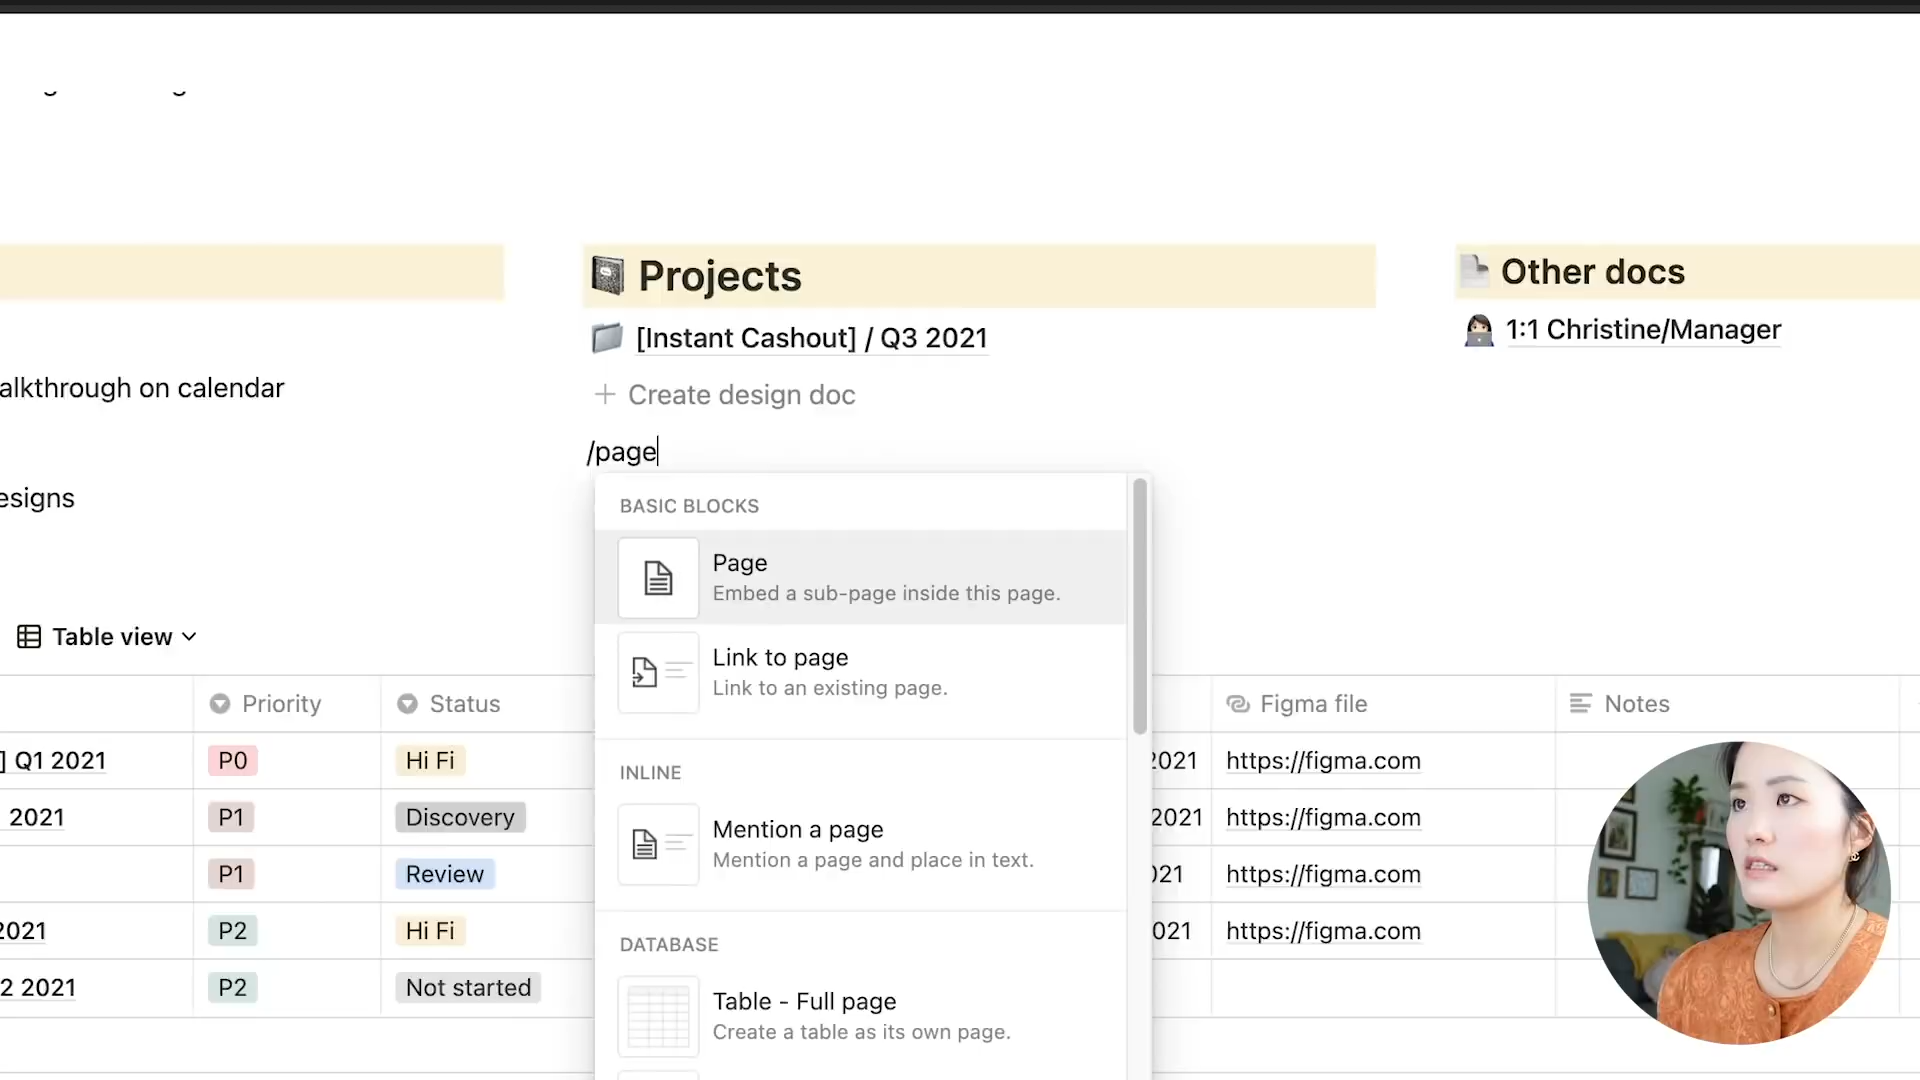 Projects
Other docs
[Instant Cashout] / Q3 2021
1:1 Christine/Manager
alkthrough on calendar
Create design doc
/page
esigns
BASIC BLOCKS
Page
Embed a sub-page inside this page.
Link to page
Link to an existing page.
INLINE
Mention a page
Mention a page and place in text.
DATABASE
Table - Full page
Create a table as its own page.
Table view
Priority Status Figma file Notes
] Q1 2021 P0 Hi Fi 2021 https://figma.com
2021 P1 Discovery 2021 https://figma.com
P1 Review 021 https://figma.com
2021 P2 Hi Fi 021 https://figma.com
2 2021 P2 Not started